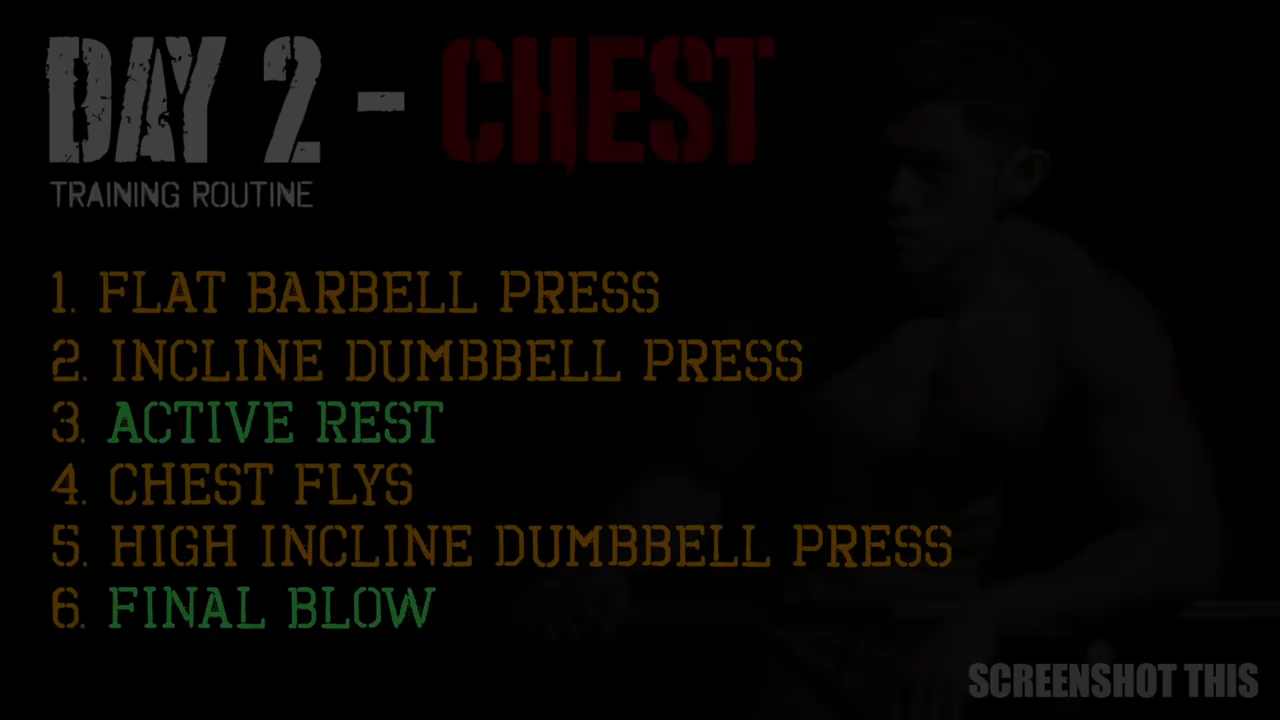 DAY 2 - CHEST
TRAINING ROUTINE
1. FLAT BARBELL PRESS
2. INCLINE DUMBBELL PRESS
3. ACTIVE REST
4. CHEST FLYS
5. HIGH INCLINE DUMBBELL PRESS
6. FINAL BLOW
SCREENSHOT THIS